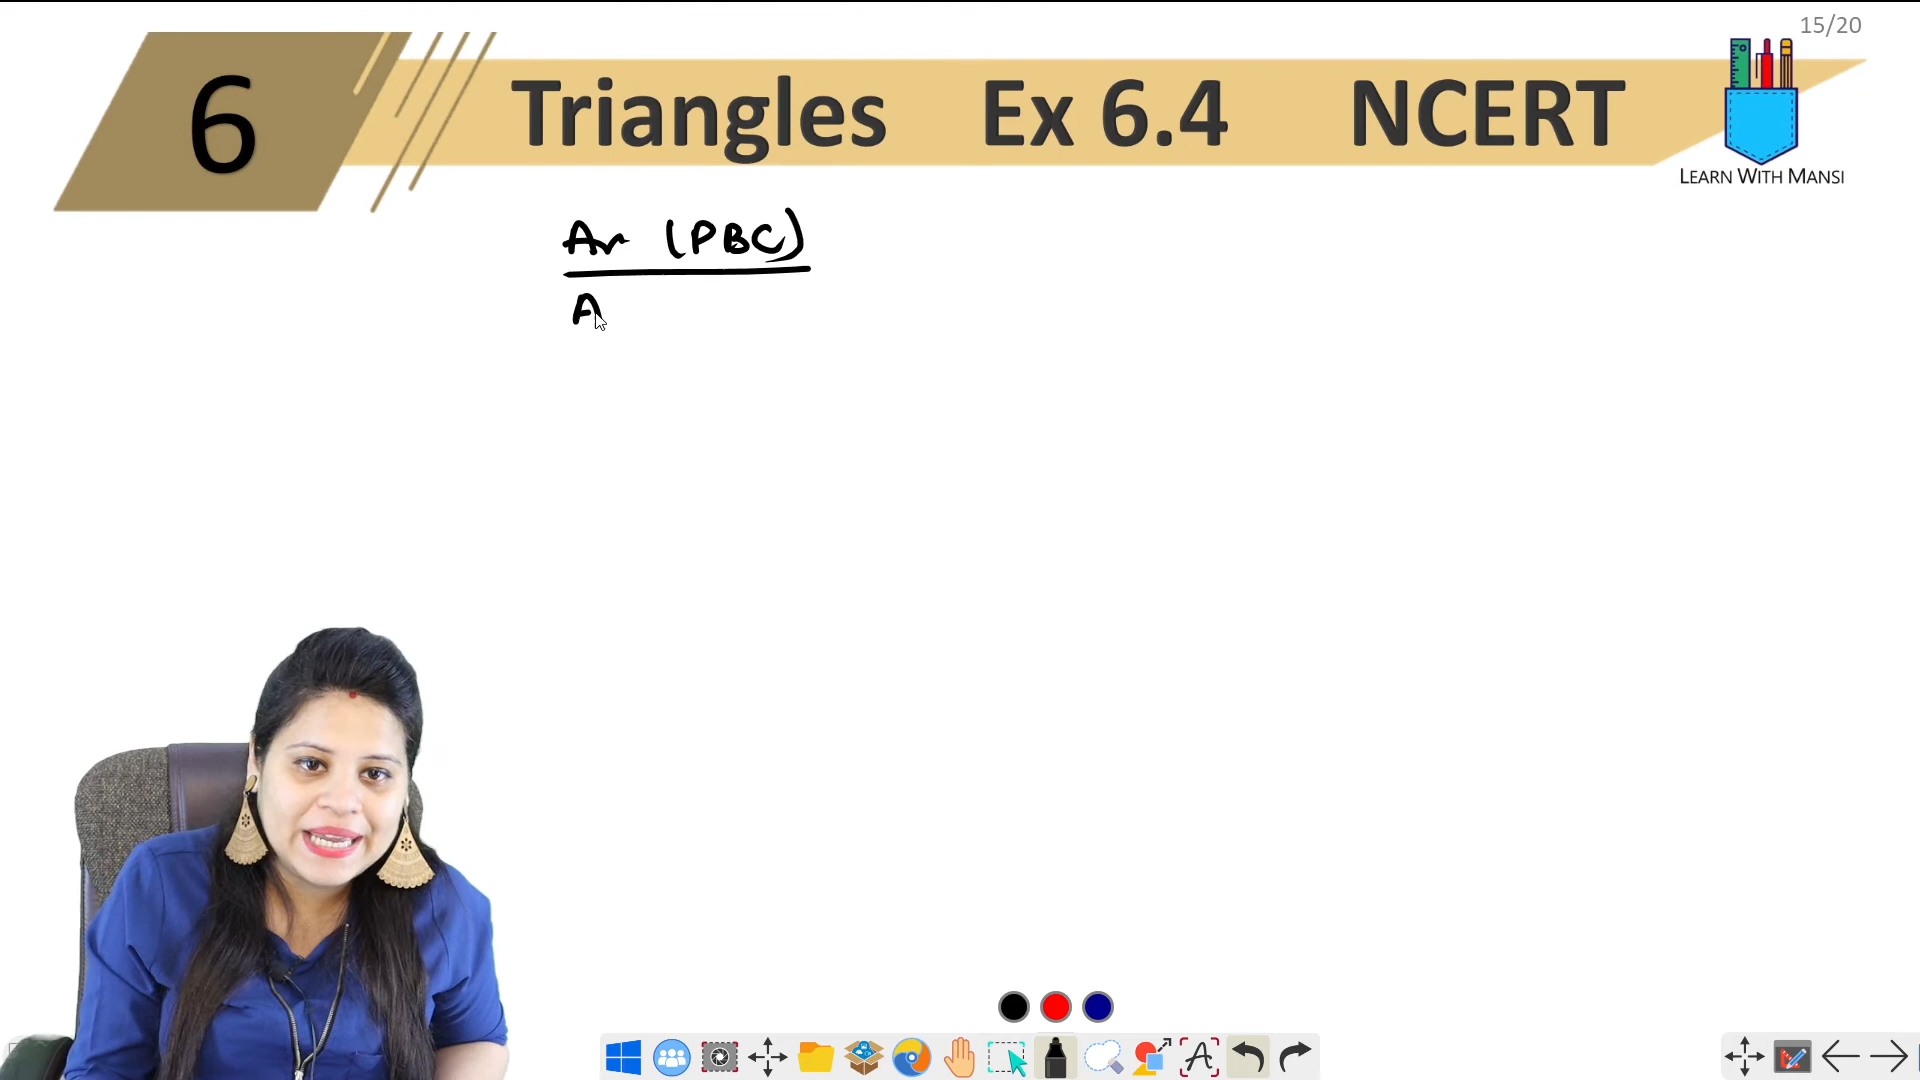 15/20
6 Triangles Ex 6.4 NCERT
LEARN WITH MANSI
Ar (PBC)
A